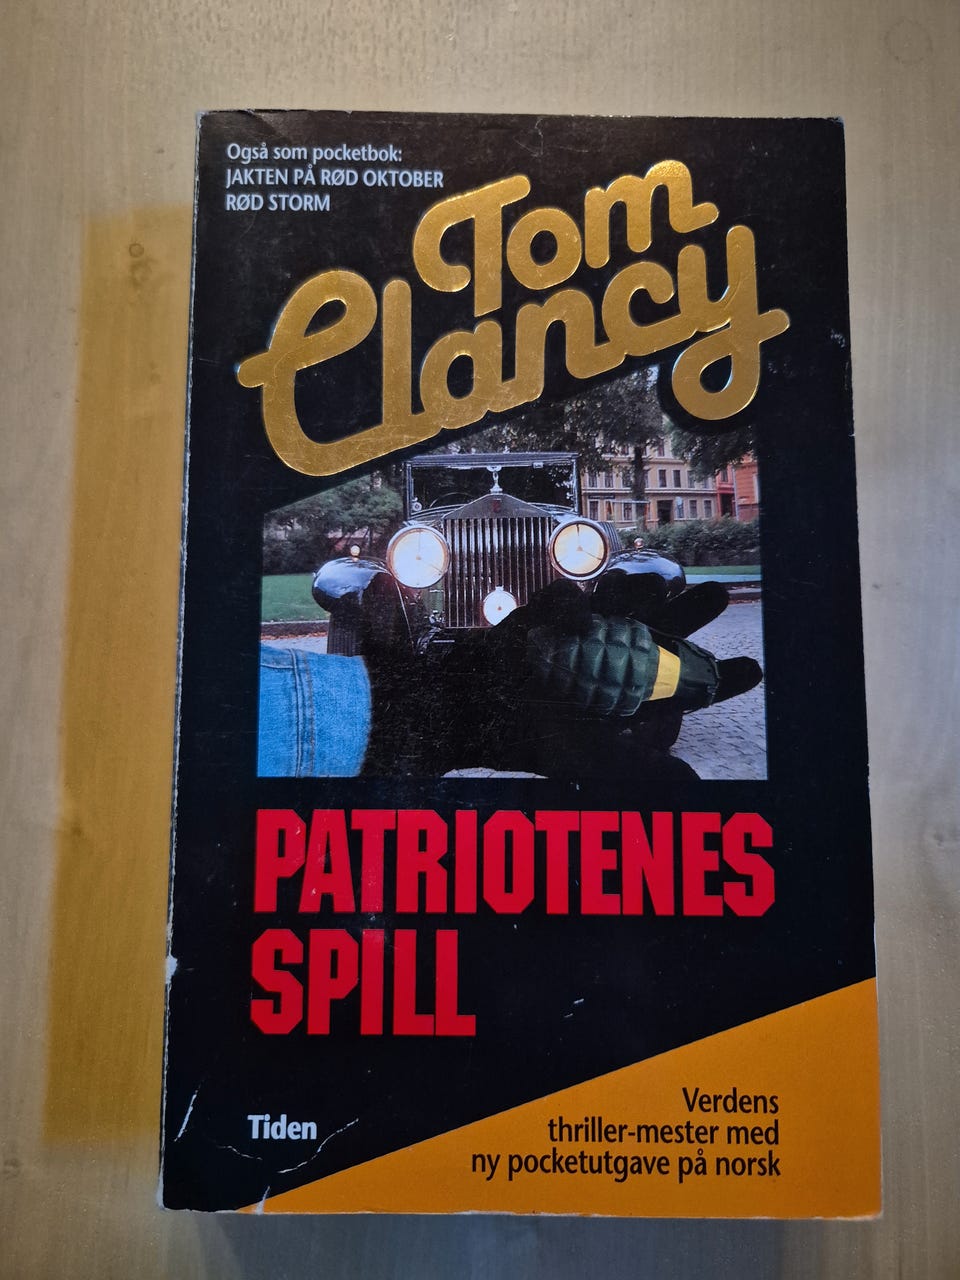 Også som pocketbok:
JAKTEN PÅ RØD OKTOBER
RØD STORM
Tom
Clancy
PATRIOTENES
SPILL
Tiden
Verdens
thriller-mester med
ny pocketutgave på norsk